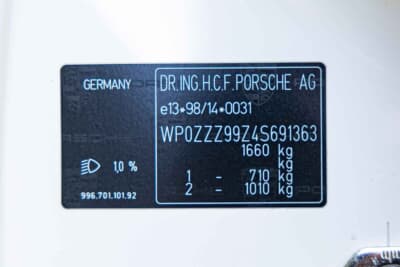 GERMANY
DR.ING.H.C.F.PORSCHE AG
e13*98/14*0031
WP0ZZZ99Z4S691363
1660 kg
kg
1 - 710 kg
2 - 1010 kg
1,0 %
996.701.101.92